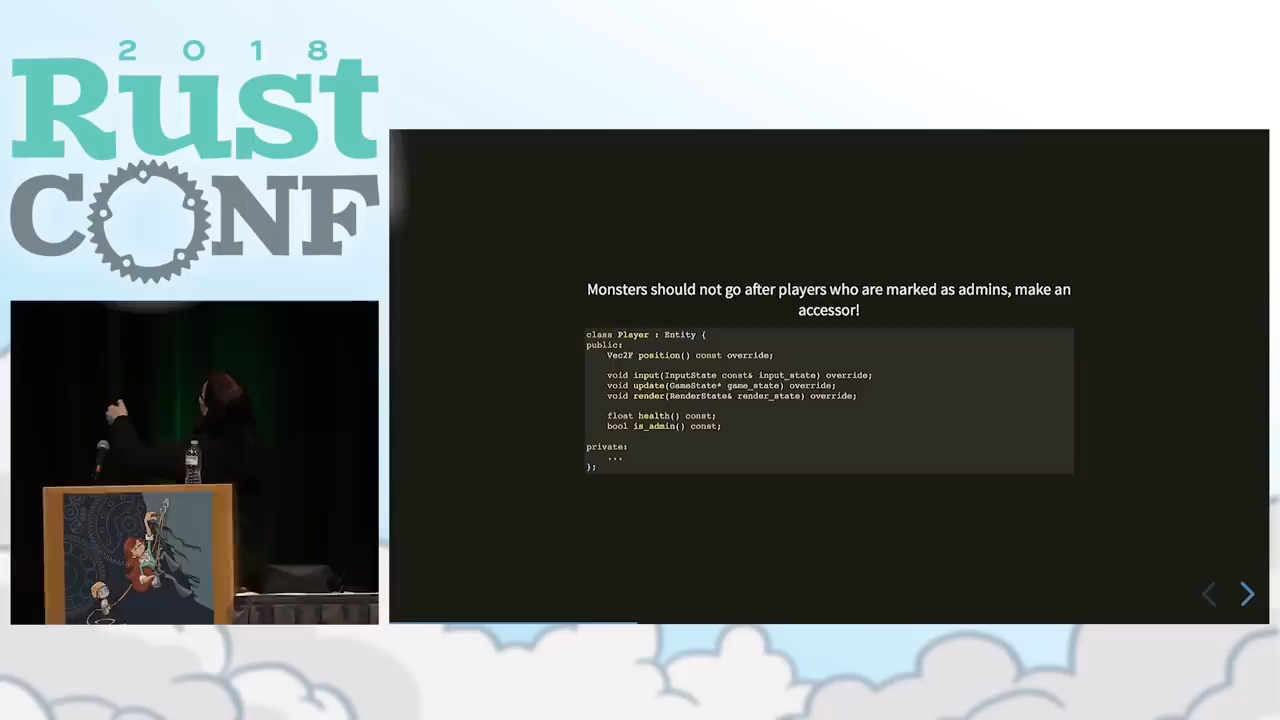 2018
Rust
CONF
Monsters should not go after players who are marked as admins, make an
accessor!
class Player : Entity {
public:
    Vec2F position() const override;
    void input(InputState const& input_state) override;
    void update(GameState* game_state) override;
    void render(RenderState& render_state) override;
    float health() const;
    bool is_admin() const;
private:
    ...
};